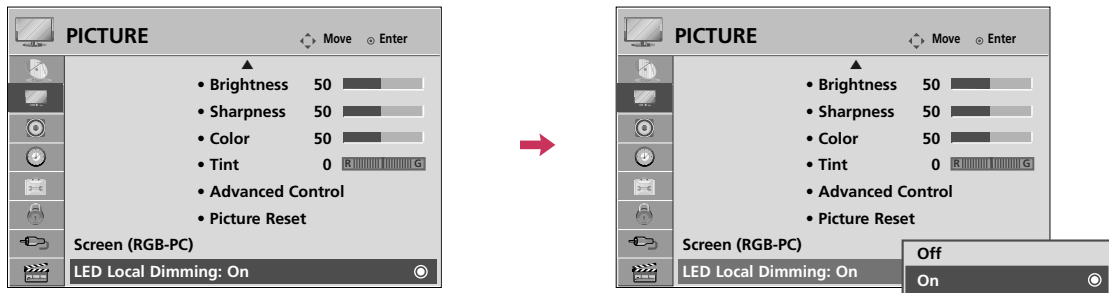 PICTURE
Move Enter
• Brightness 50
• Sharpness 50
• Color 50
• Tint 0 R G
• Advanced Control
• Picture Reset
Screen (RGB-PC)
LED Local Dimming: On
PICTURE
Move Enter
• Brightness 50
• Sharpness 50
• Color 50
• Tint 0 R G
• Advanced Control
• Picture Reset
Screen (RGB-PC)
LED Local Dimming: On
Off
On